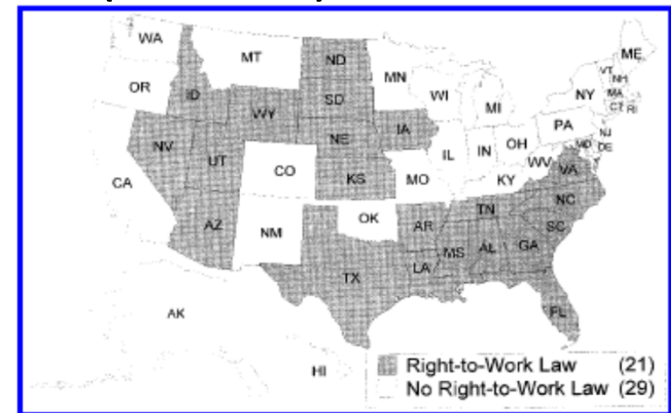 WA
MT
ND
MN
ME
OR
ID
WY
SD
WI
MI
NY
VT
NH
MA
CT RI
NV
UT
NE
IA
PA
NJ
CA
CO
KS
MO
IL
IN
OH
WV
MD
DE
VA
KY
AZ
NM
OK
AR
TN
NC
SC
TX
LA
MS
AL
GA
FL
AK
HI
Right-to-Work Law (21)
No Right-to-Work Law (29)